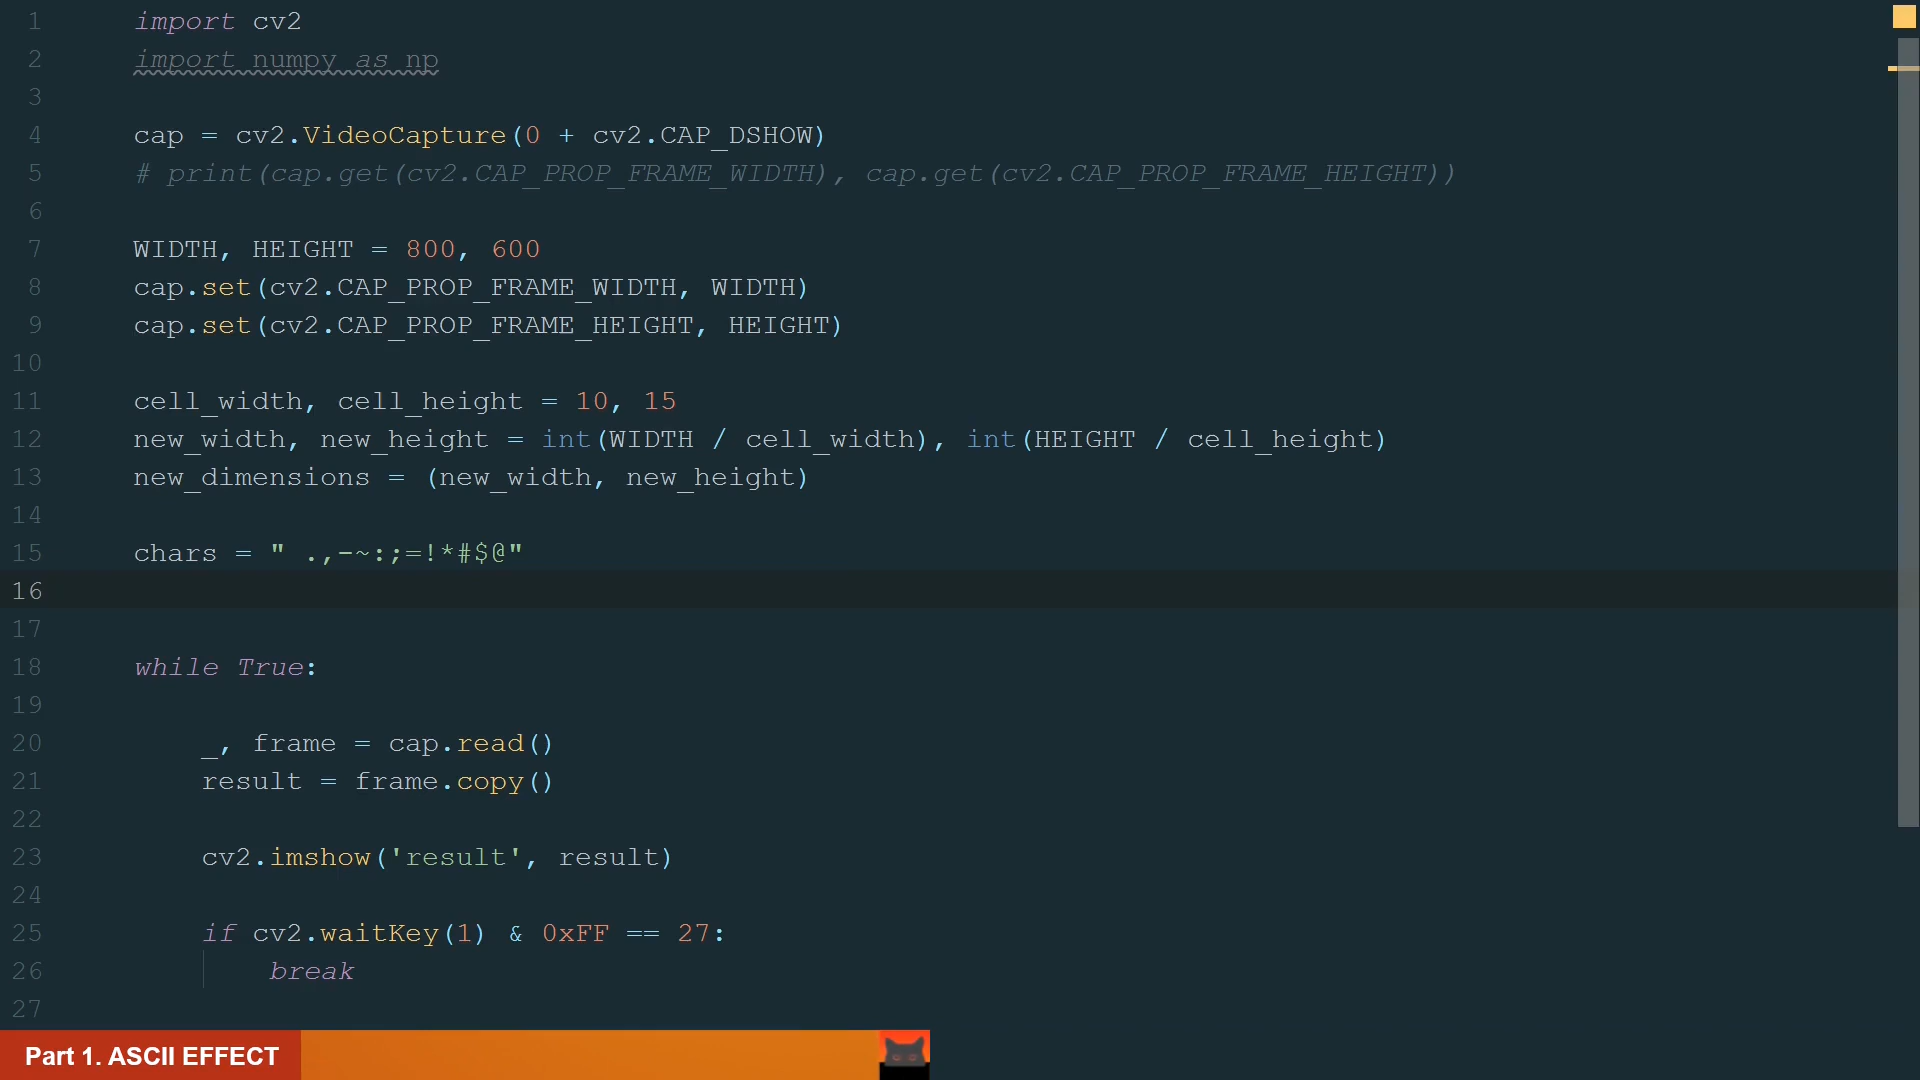 1 import cv2
2 import numpy as np
3
4 cap = cv2.VideoCapture(0 + cv2.CAP_DSHOW)
5 # print(cap.get(cv2.CAP_PROP_FRAME_WIDTH), cap.get(cv2.CAP_PROP_FRAME_HEIGHT))
6
7 WIDTH, HEIGHT = 800, 600
8 cap.set(cv2.CAP_PROP_FRAME_WIDTH, WIDTH)
9 cap.set(cv2.CAP_PROP_FRAME_HEIGHT, HEIGHT)
10
11 cell_width, cell_height = 10, 15
12 new_width, new_height = int(WIDTH / cell_width), int(HEIGHT / cell_height)
13 new_dimensions = (new_width, new_height)
14
15 chars = " .,-~:;=!*#$@"
16
17
18 while True:
19
20     _, frame = cap.read()
21     result = frame.copy()
22
23     cv2.imshow('result', result)
24
25     if cv2.waitKey(1) & 0xFF == 27:
26         break
27
Part 1. ASCII EFFECT